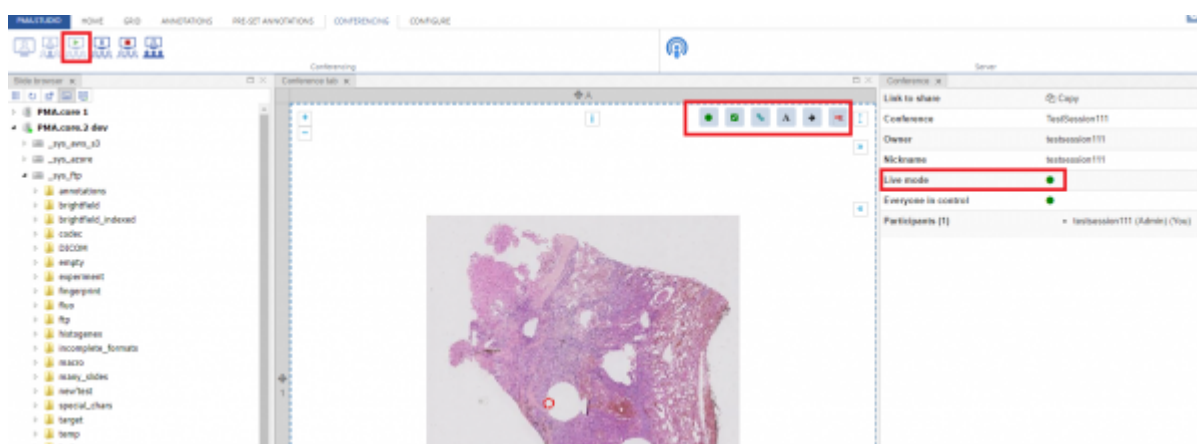 PMA.STUDIO HOME GRID ANNOTATIONS PRE-SET ANNOTATIONS CONFERENCING CONFIGURE
Conferencing
Server
Slide browser x
Conference tab x
Conference x
A
Link to share Copy
Conference TestSession111
Owner testsession111
Nickname testsession111
Live mode
Everyone in control
Participants (1) testsession111 (Admin) (You)
PMA.core 1
PMA.core.2 dev
_sys_aws_s3
_sys_azure
_sys_ftp
annotations
brightfield
brightfield_indexed
codec
DICOM
empty
experiment
fingerprint
fluo
ftp
histogenes
incomplete_formats
macro
many_slides
newTest
special_chars
target
temp
A
1